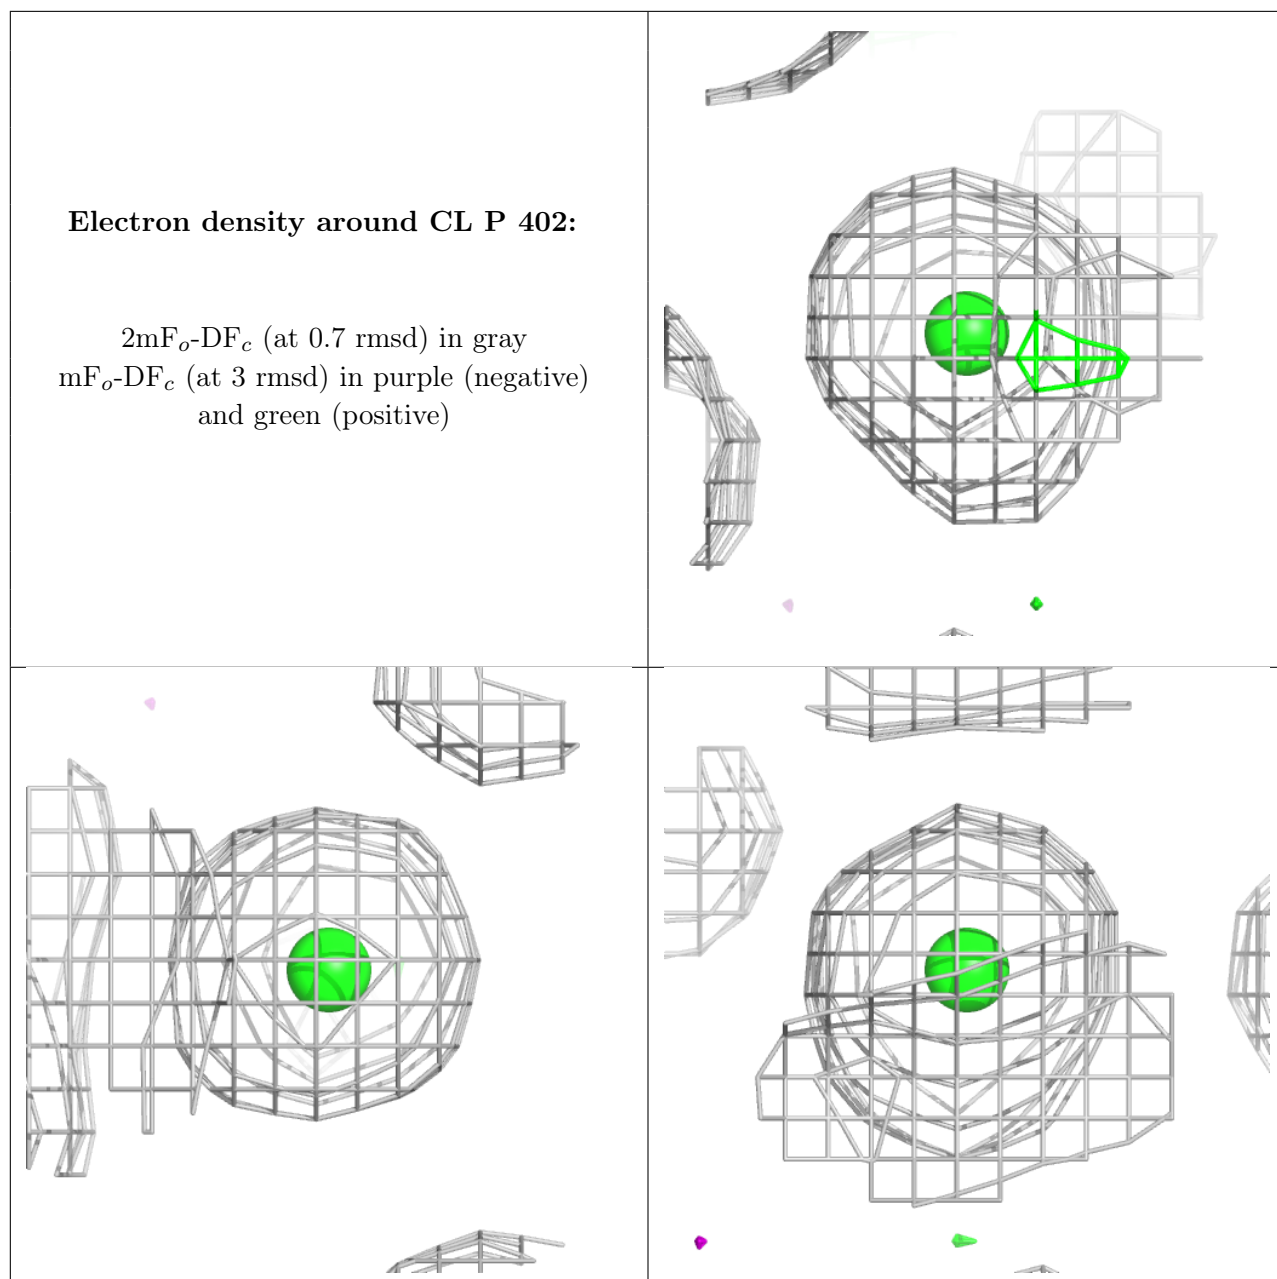 Electron density around CL P 402:
2mFo-DFc (at 0.7 rmsd) in gray
mFo-DFc (at 3 rmsd) in purple (negative)
and green (positive)